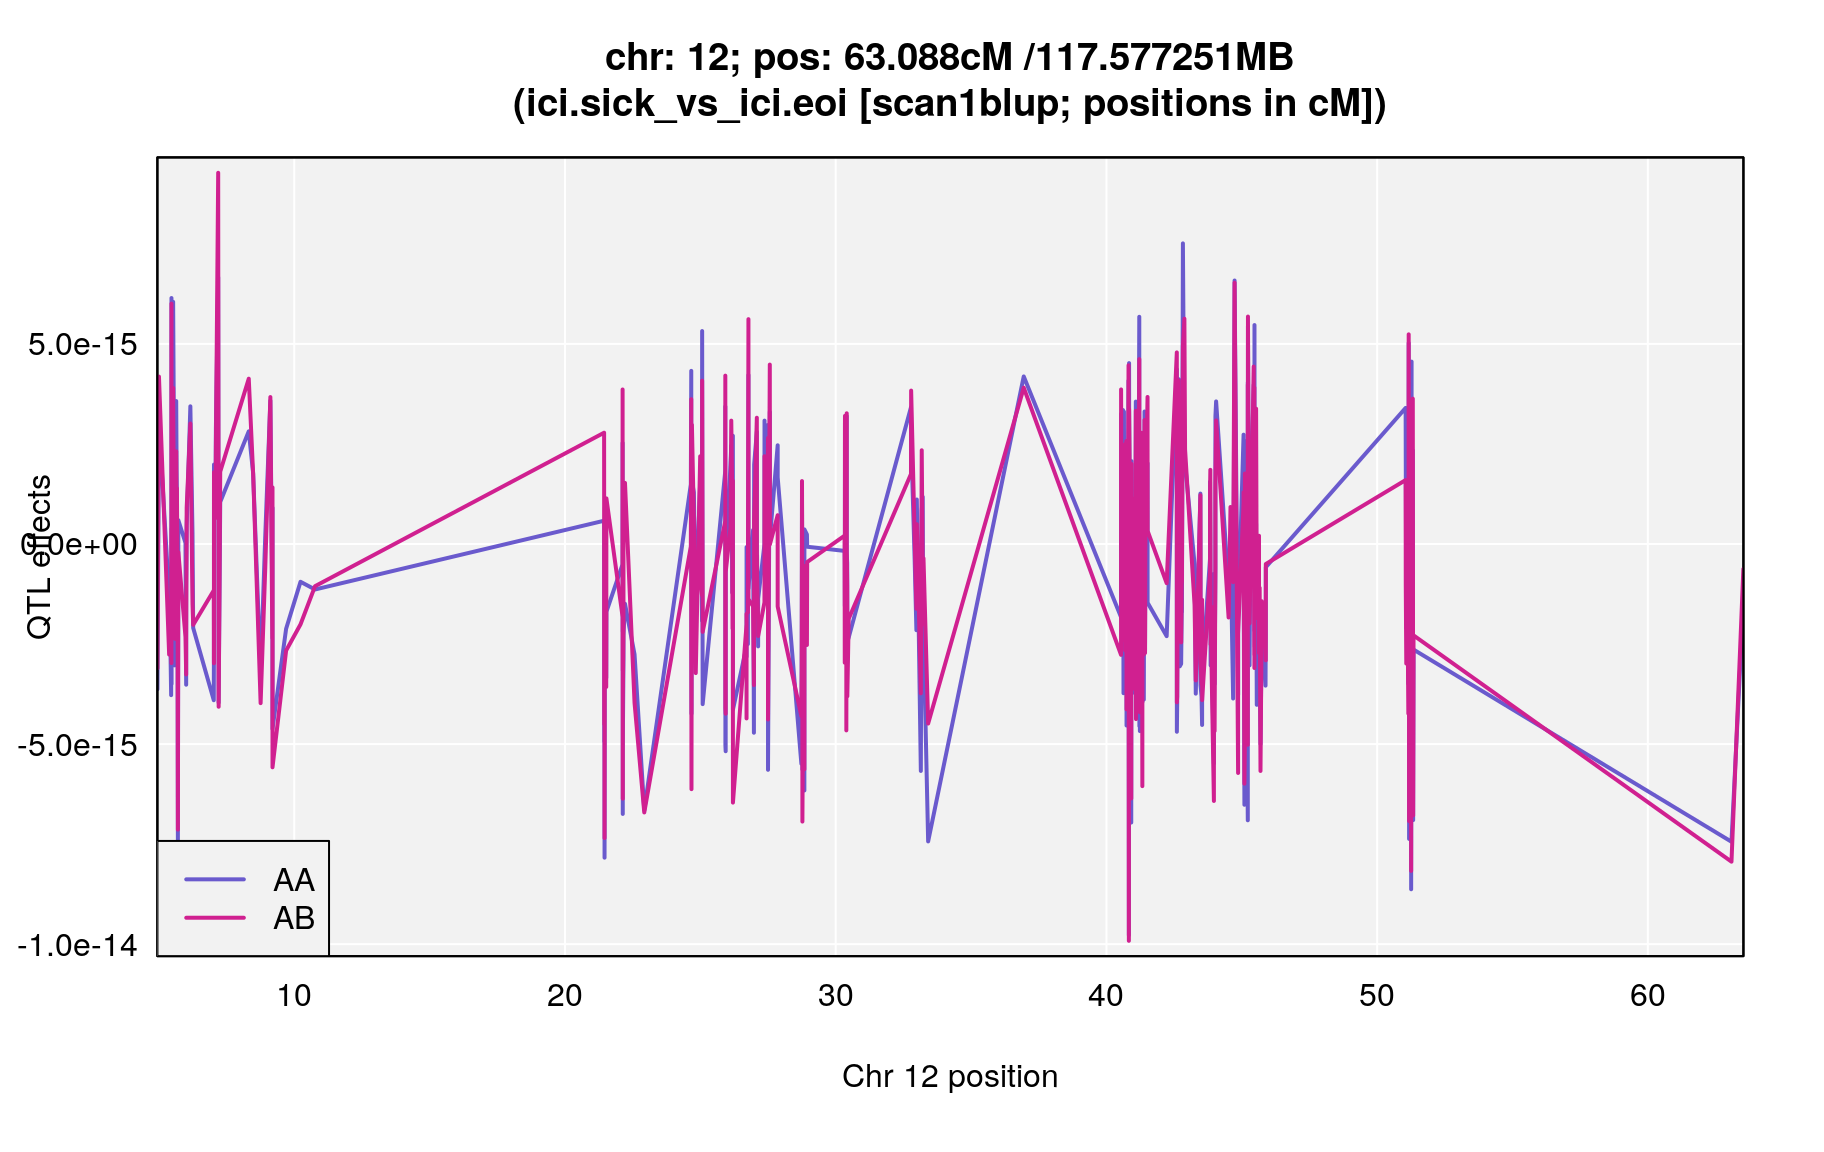 chr: 12; pos: 63.088cM /117.577251MB
(ici.sick_vs_ici.eoi [scan1blup; positions in cM])
QTL effects
5.0e-15
0.0e+00
-5.0e-15
-1.0e-14
AA
AB
10 20 30 40 50 60
Chr 12 position